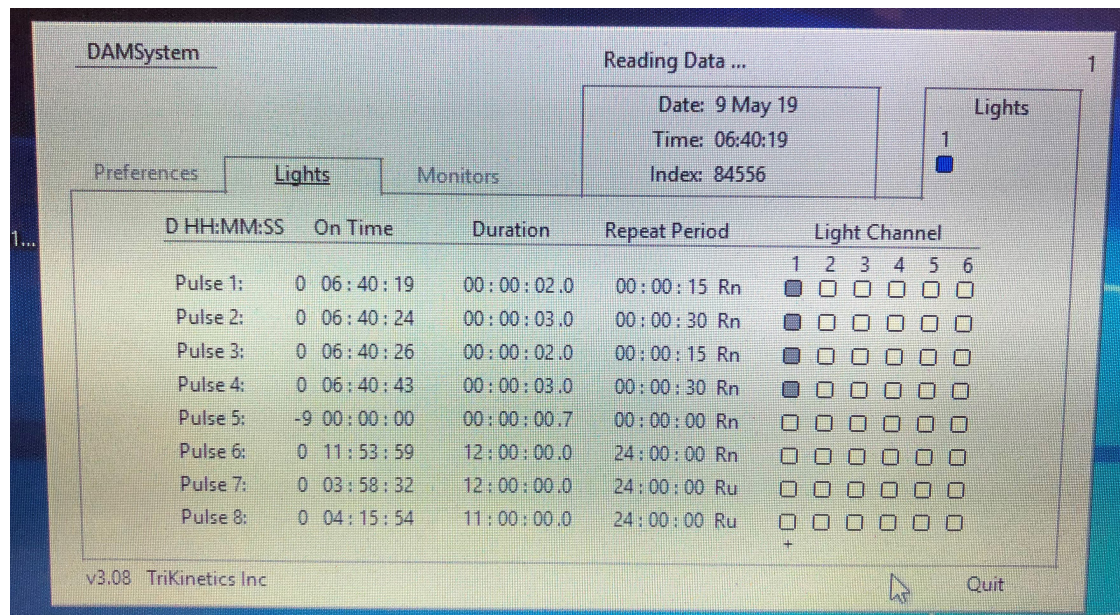 DAMSystem
Reading Data ...
1
Date: 9 May 19
Time: 06:40:19
Index: 84556
Lights
1
Preferences Lights Monitors
1...
D HH:MM:SS On Time Duration Repeat Period Light Channel
1 2 3 4 5 6
Pulse 1: 0 06:40:19 00:00:02.0 00:00:15 Rn
Pulse 2: 0 06:40:24 00:00:03.0 00:00:30 Rn
Pulse 3: 0 06:40:26 00:00:02.0 00:00:15 Rn
Pulse 4: 0 06:40:43 00:00:03.0 00:00:30 Rn
Pulse 5: -9 00:00:00 00:00:00.7 00:00:00 Rn
Pulse 6: 0 11:53:59 12:00:00.0 24:00:00 Rn
Pulse 7: 0 03:58:32 12:00:00.0 24:00:00 Ru
Pulse 8: 0 04:15:54 11:00:00.0 24:00:00 Ru
+
v3.08 TriKinetics Inc
Quit